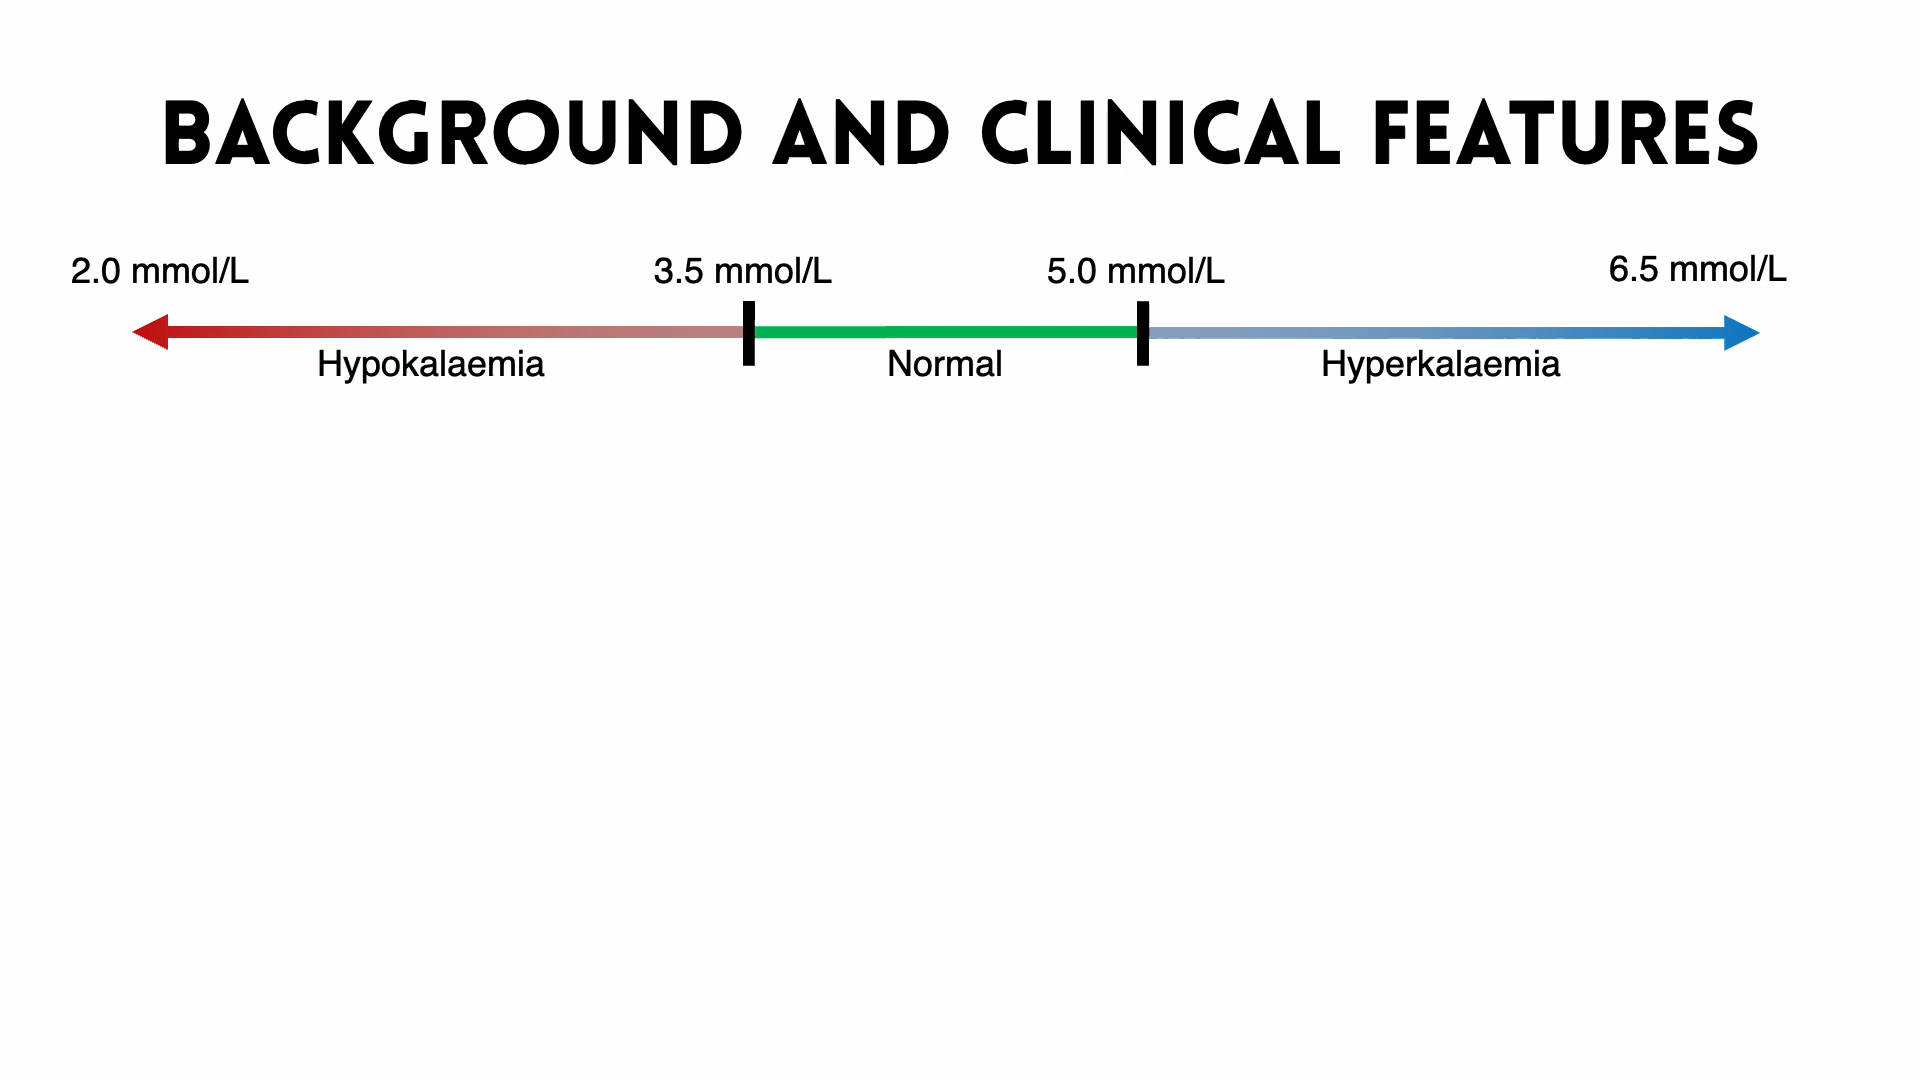 BACKGROUND AND CLINICAL FEATURES
2.0 mmol/L 3.5 mmol/L 5.0 mmol/L 6.5 mmol/L
Hypokalaemia Normal Hyperkalaemia